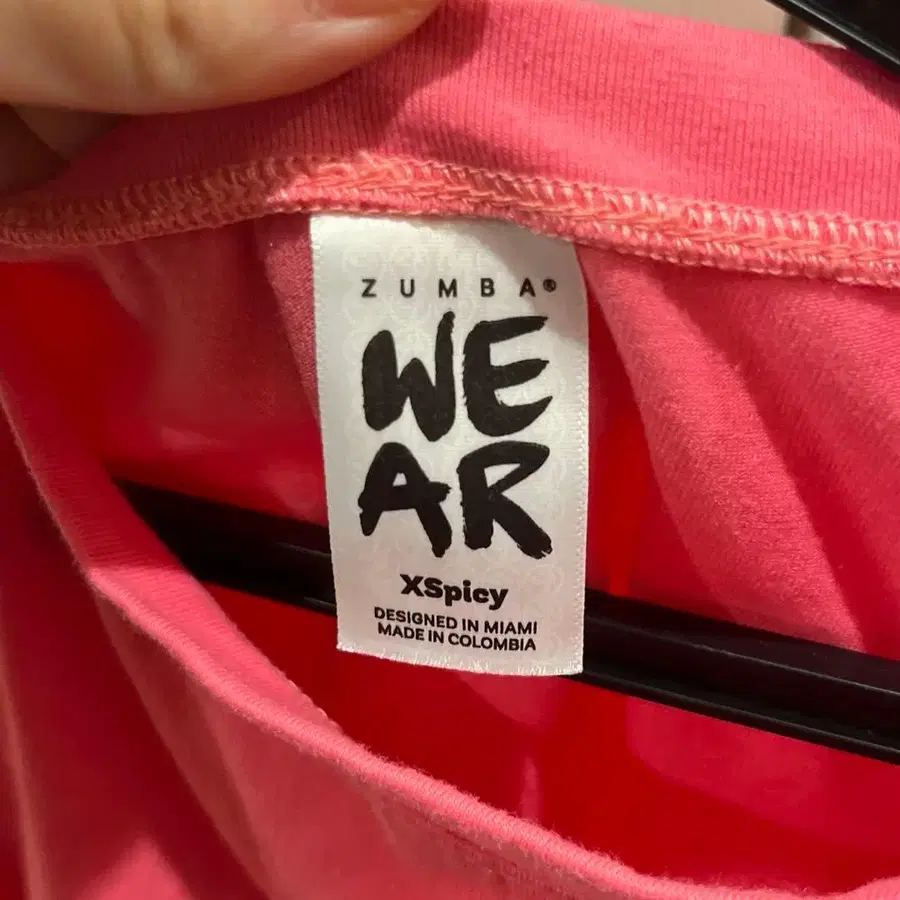 ZUMBA®
WE
AR
XSpicy
DESIGNED IN MIAMI
MADE IN COLOMBIA